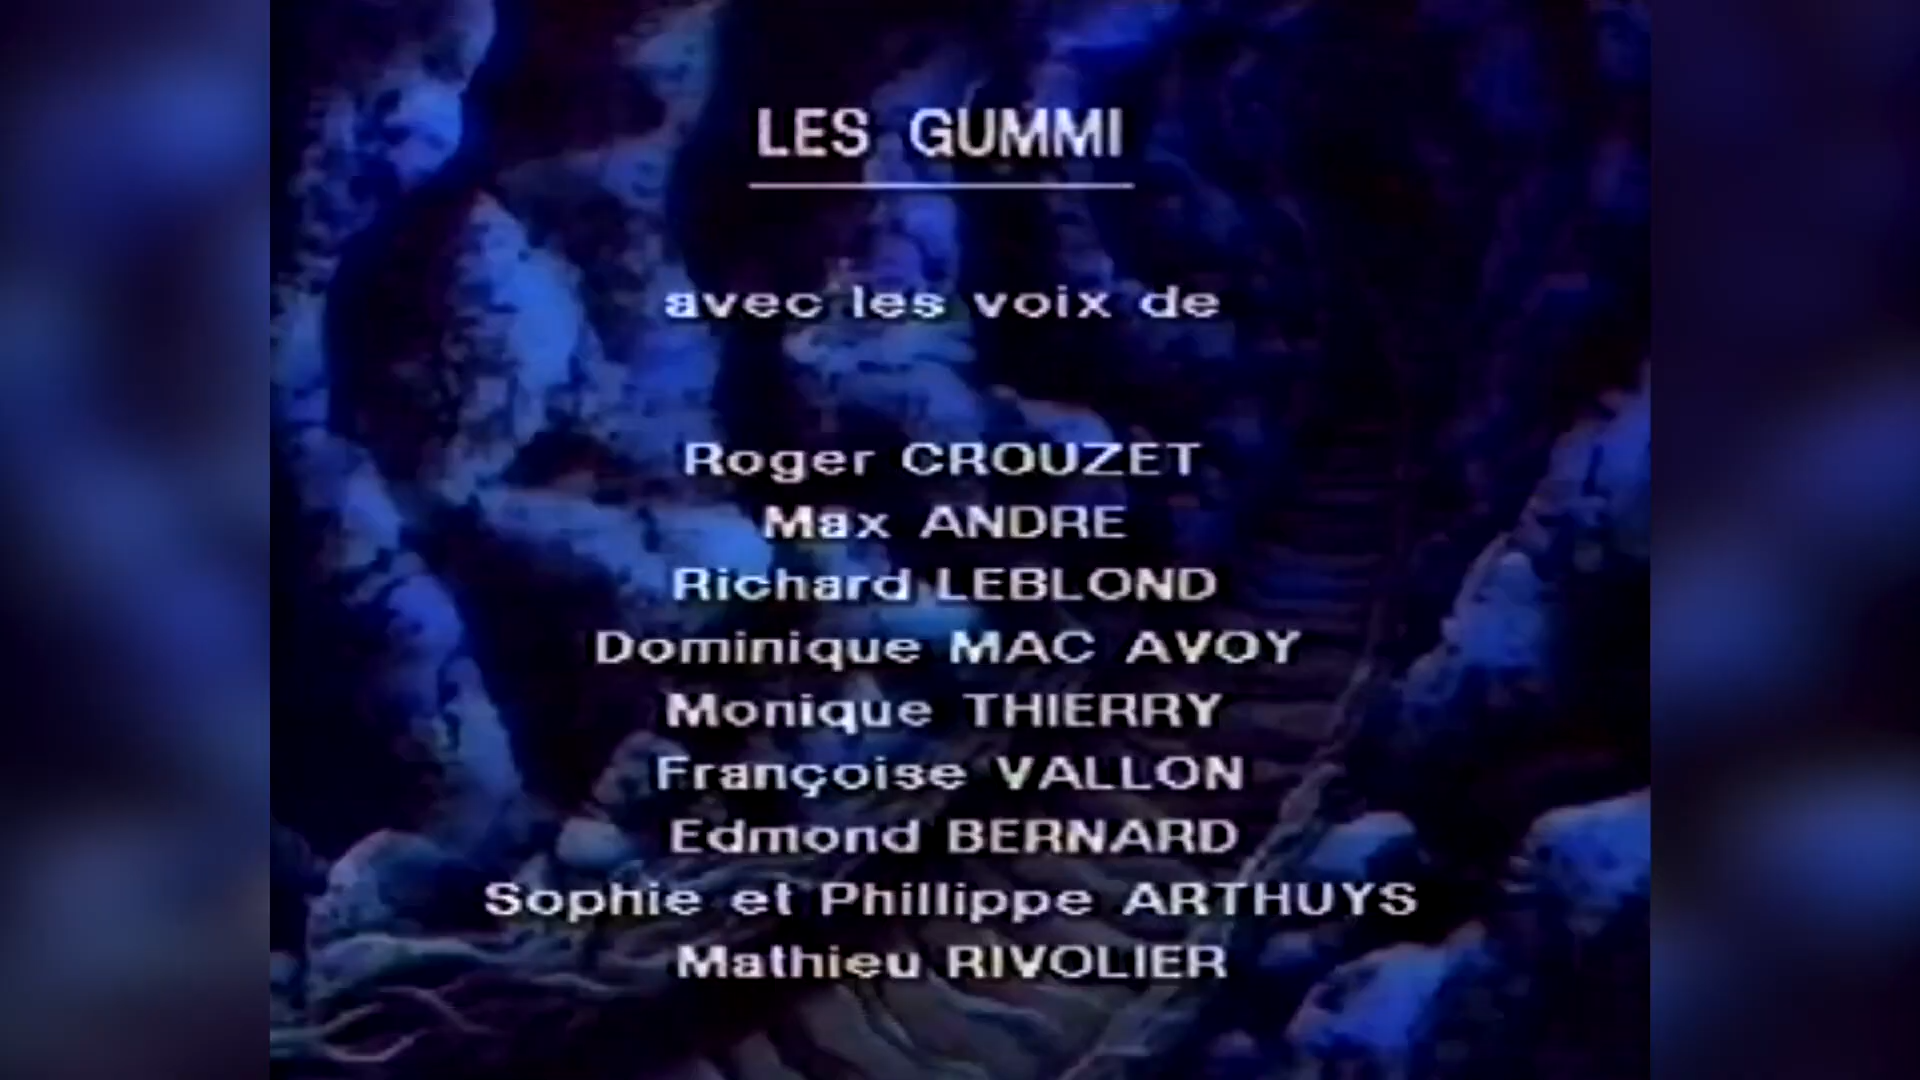 LES GUMMI
avec les voix de
Roger CROUZET
Max ANDRE
Richard LEBLOND
Dominique MAC AVOY
Monique THIERRY
Françoise VALLON
Edmond BERNARD
Sophie et Phillippe ARTHUYS
Mathieu RIVOLIER